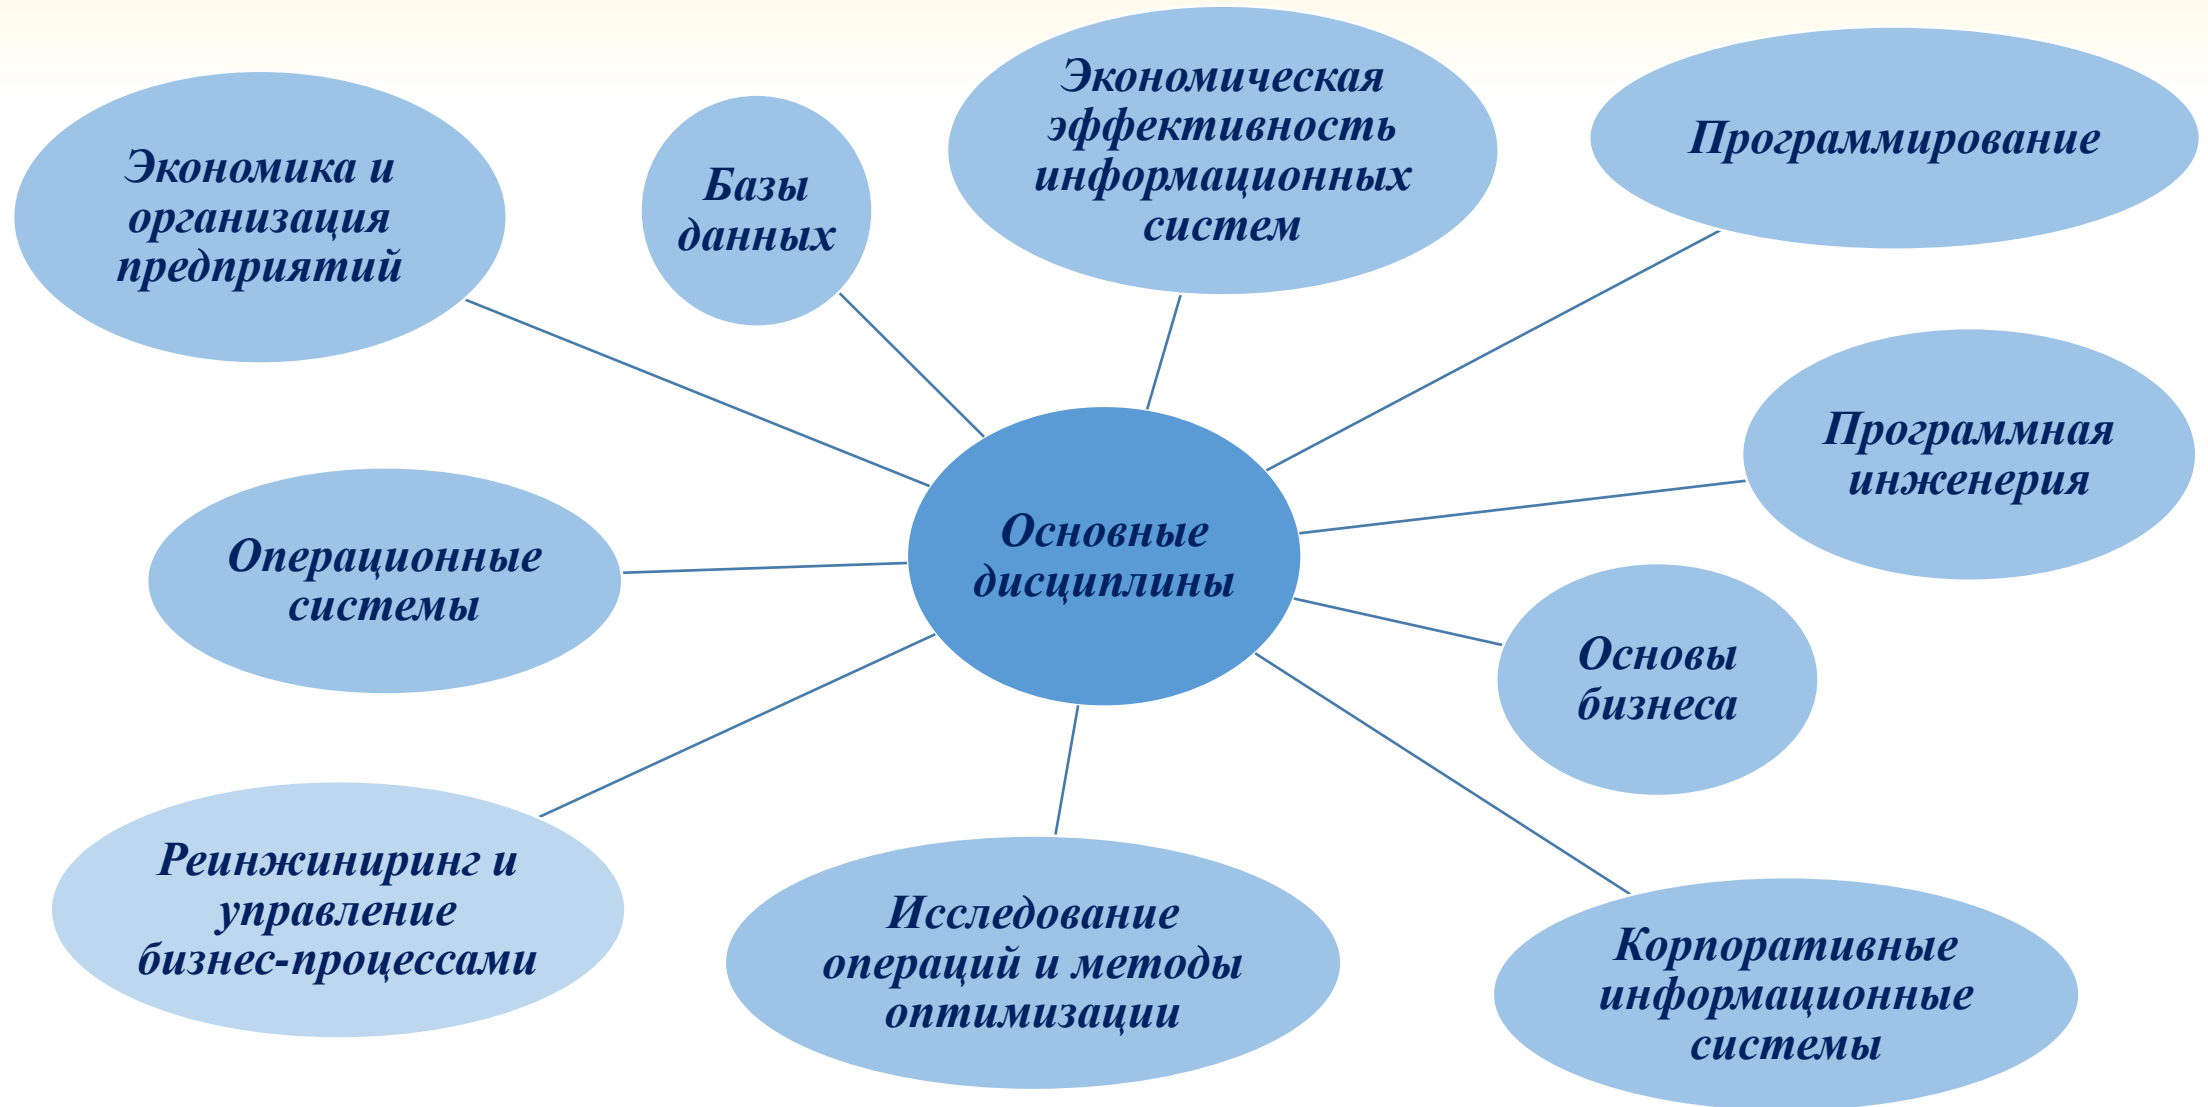 Экономика и
организация
предприятий
Базы
данных
Экономическая
эффективность
информационных
систем
Программирование
Программная
инженерия
Операционные
системы
Основные
дисциплины
Основы
бизнеса
Реинжиниринг и
управление
бизнес-процессами
Исследование
операций и методы
оптимизации
Корпоративные
информационные
системы